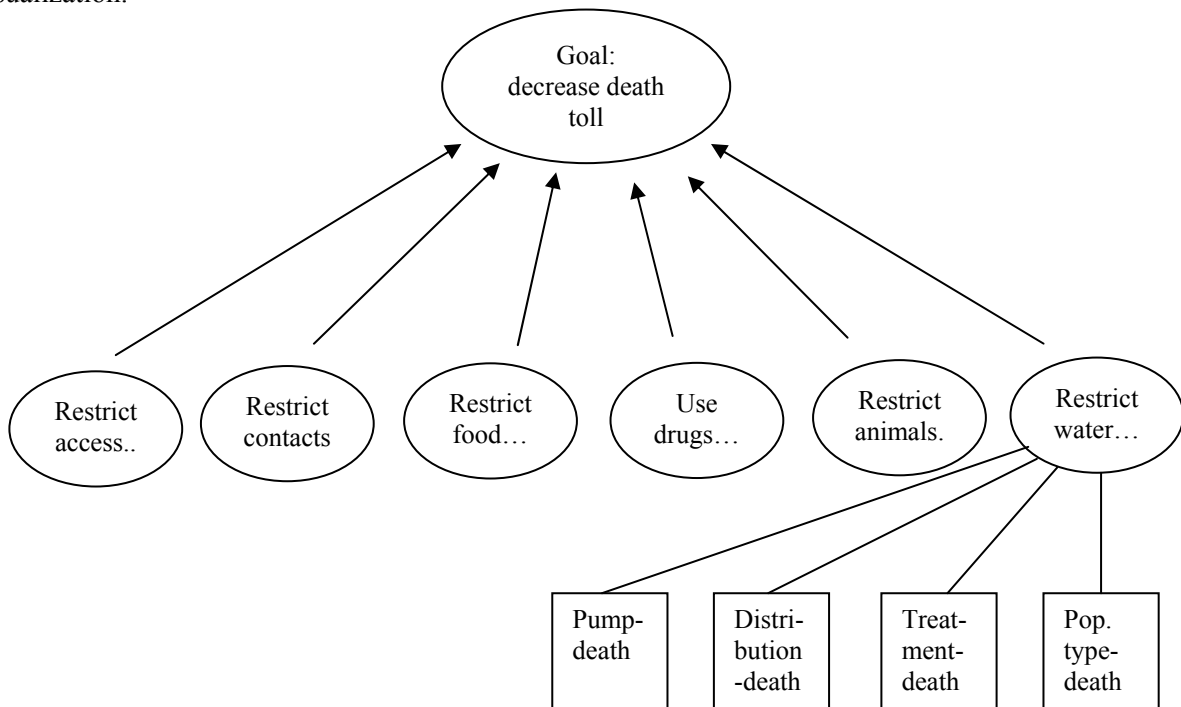 Goal:
decrease death
toll
Restrict
access..
Restrict
contacts
Restrict
food…
Use
drugs…
Restrict
animals.
Restrict
water…
Pump-
death
Distri-
bution
-death
Treat-
ment-
death
Pop.
type-
death